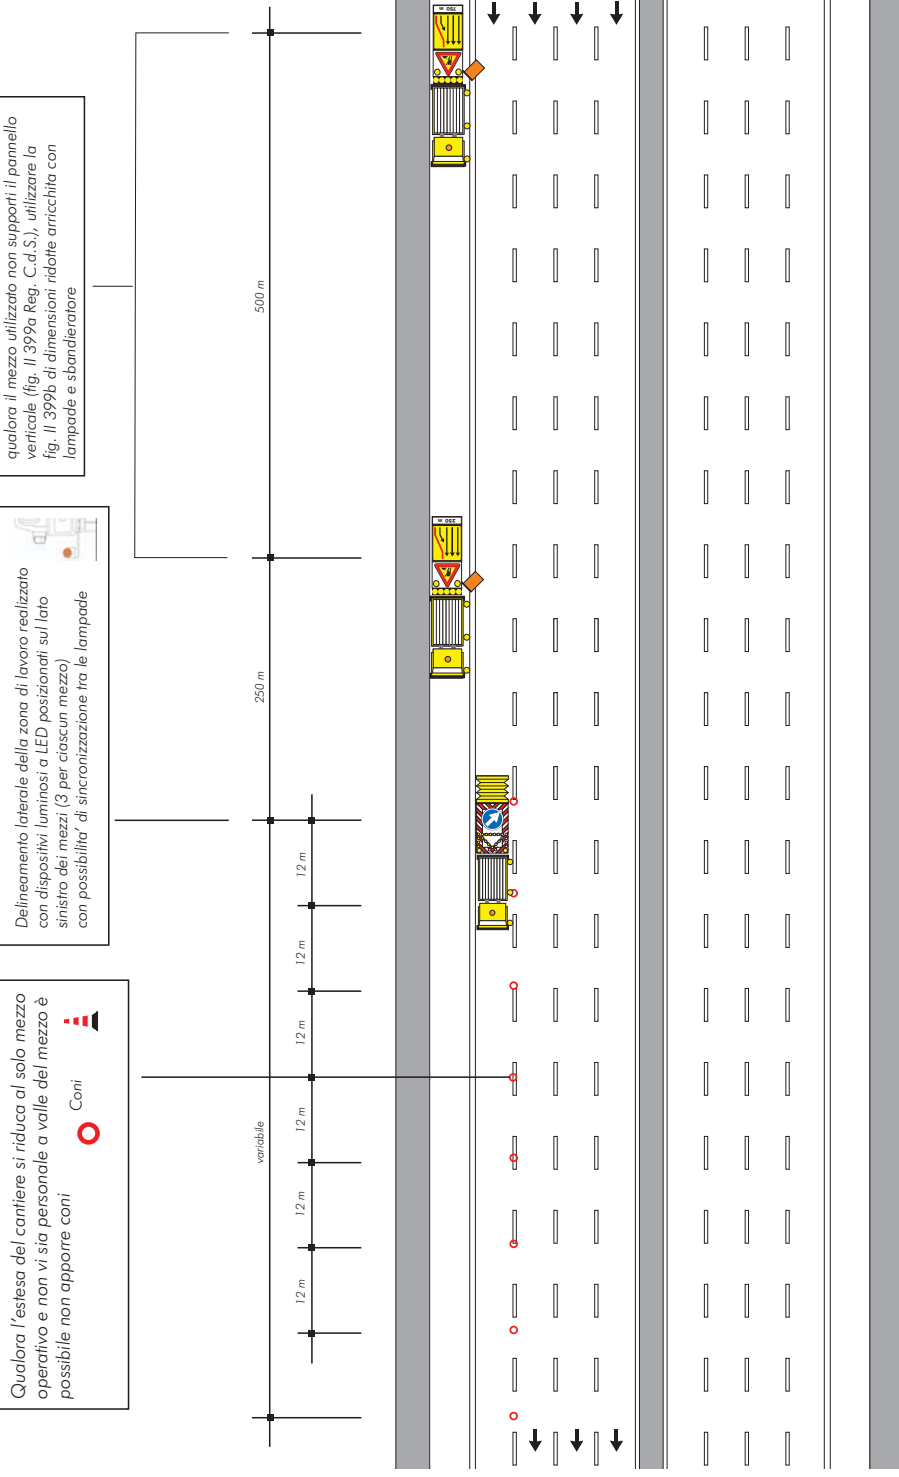 qualora il mezzo utilizzato non supporti il pannello
verticale (fig. II 399a Reg. C.d.S.), utilizzare la
fig. II 399b di dimensioni ridotte arricchita con
lampade e sbandieratore
Delineamento laterale della zona di lavoro realizzato
con dispositivi luminosi a LED posizionati sul lato
sinistro dei mezzi (3 per ciascun mezzo)
con possibilita' di sincronizzazione tra le lampade
Qualora l'estesa del cantiere si riduca al solo mezzo
operativo e non vi sia personale a valle del mezzo è
possibile non apporre coni
Coni
500 m
250 m
variabile
12 m
12 m
12 m
12 m
12 m
12 m
750 m
250 m